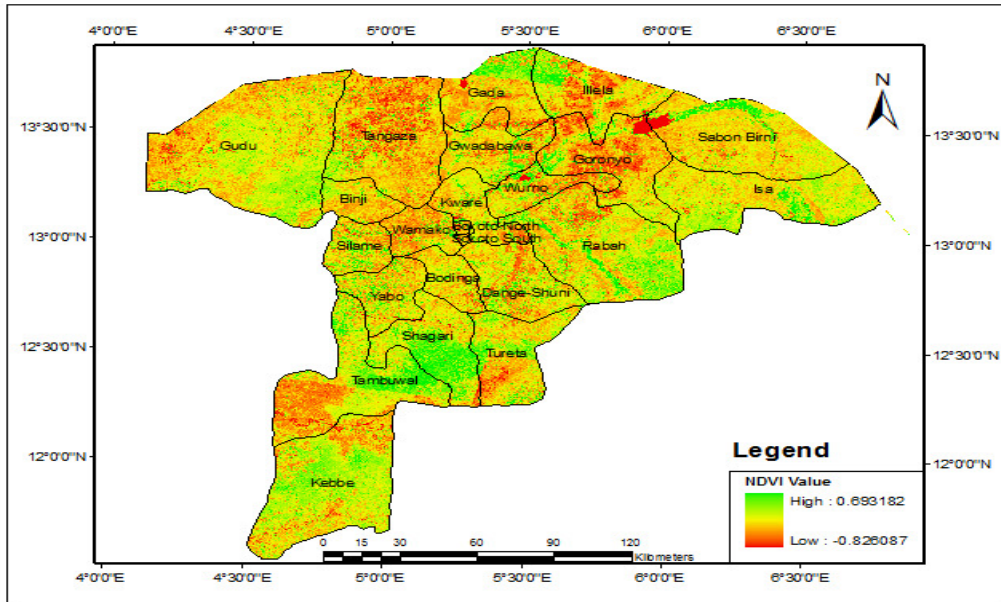 4°0'0"E 4°30'0"E 5°0'0"E 5°30'0"E 6°0'0"E 6°30'0"E
N
Gada Illela
13°30'0"N Tangaza Sabon Birni 13°30'0"N
Gudu Gwadabawa Goronyo
Wurno Isa
Binji Kware
13°0'0"N Wamako Sokoto North 13°0'0"N
Silame Sokoto South Rabah
Bodinga
Yabo Dange-Shuni
Shagari
12°30'0"N Tureta 12°30'0"N
Tambuwal
12°0'0"N Kebbe 12°0'0"N
Legend
NDVI Value
High : 0.693182
Low : -0.826087
0 15 30 60 90 120
Kilometers
4°0'0"E 4°30'0"E 5°0'0"E 5°30'0"E 6°0'0"E 6°30'0"E